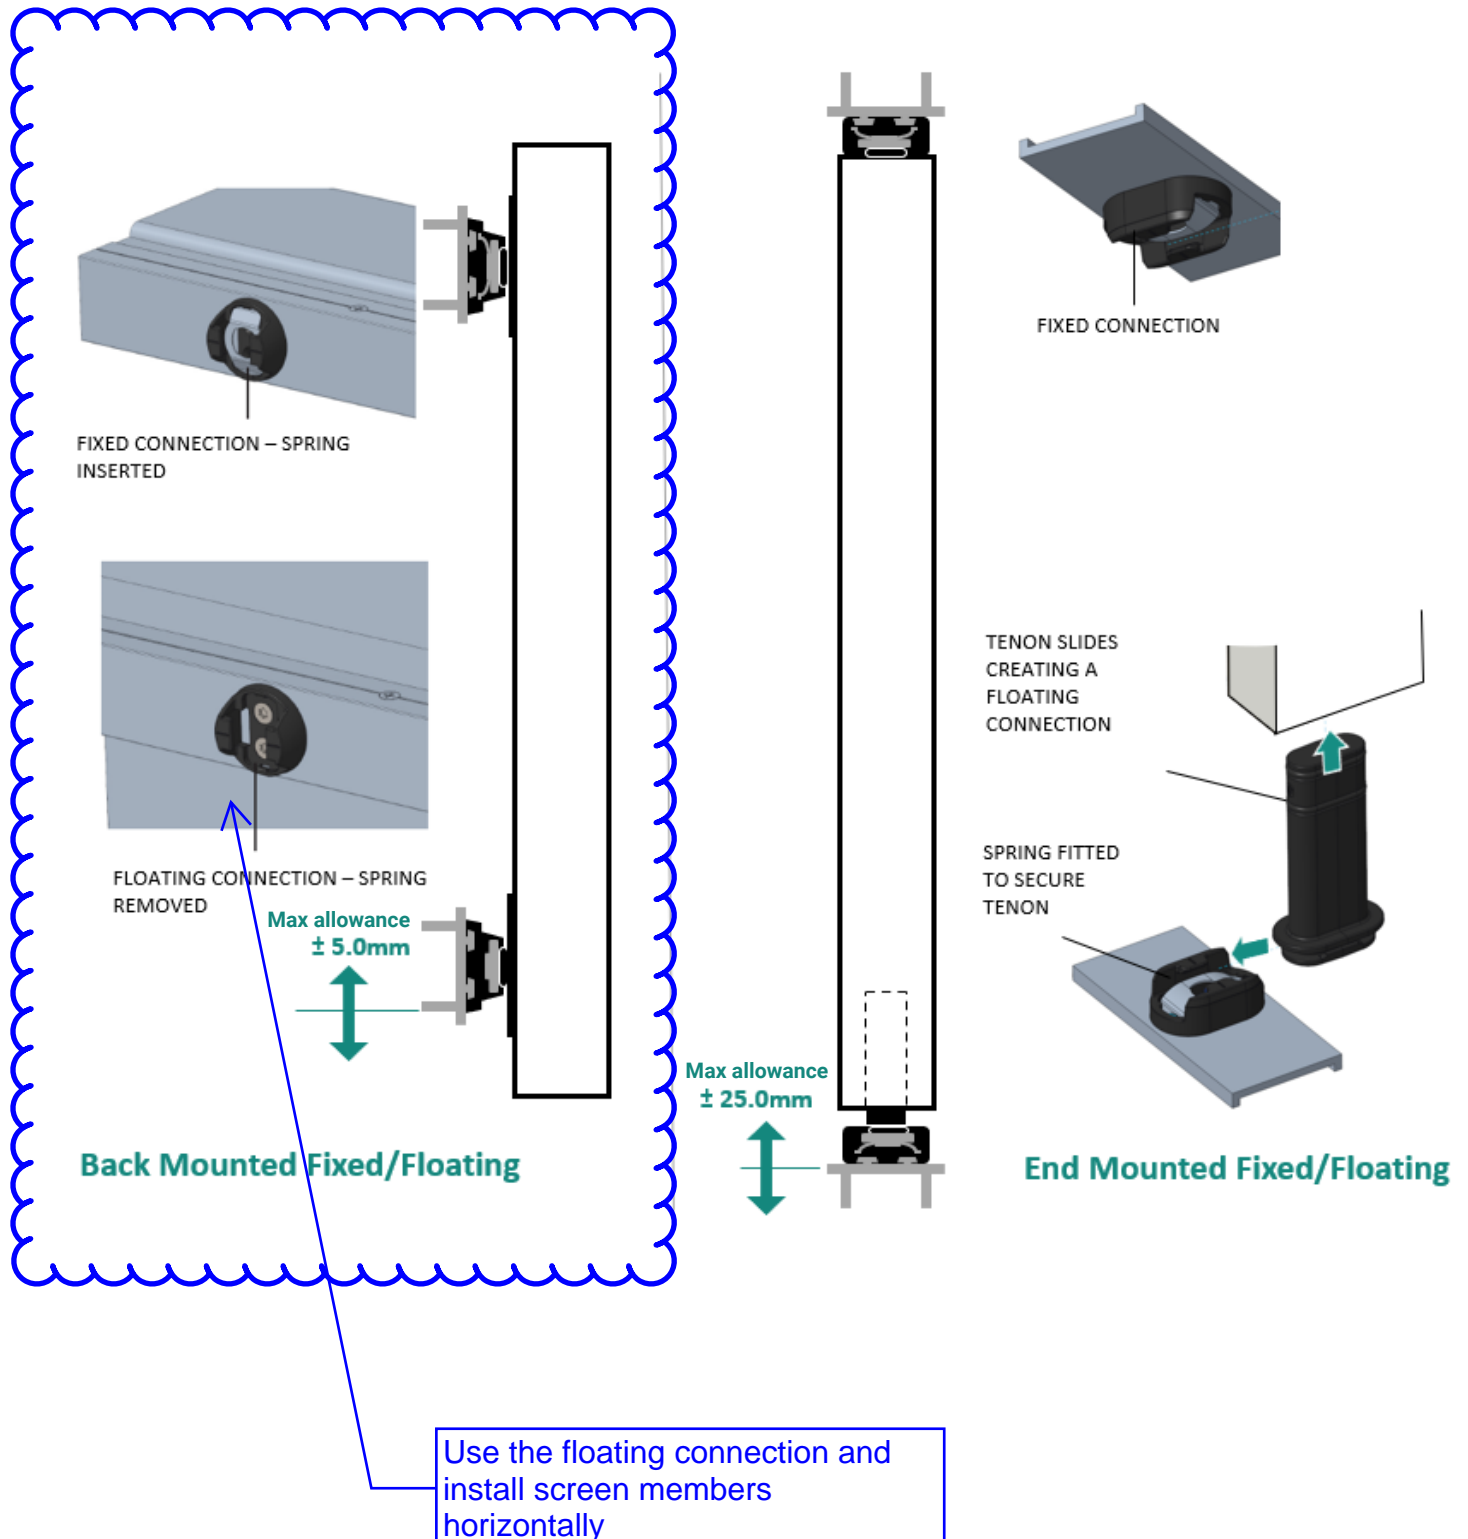 FIXED CONNECTION – SPRING
INSERTED
FLOATING CONNECTION – SPRING
REMOVED
Max allowance
± 5.0mm
Back Mounted Fixed/Floating
FIXED CONNECTION
TENON SLIDES
CREATING A
FLOATING
CONNECTION
SPRING FITTED
TO SECURE
TENON
Max allowance
± 25.0mm
End Mounted Fixed/Floating
Use the floating connection and
install screen members
horizontally